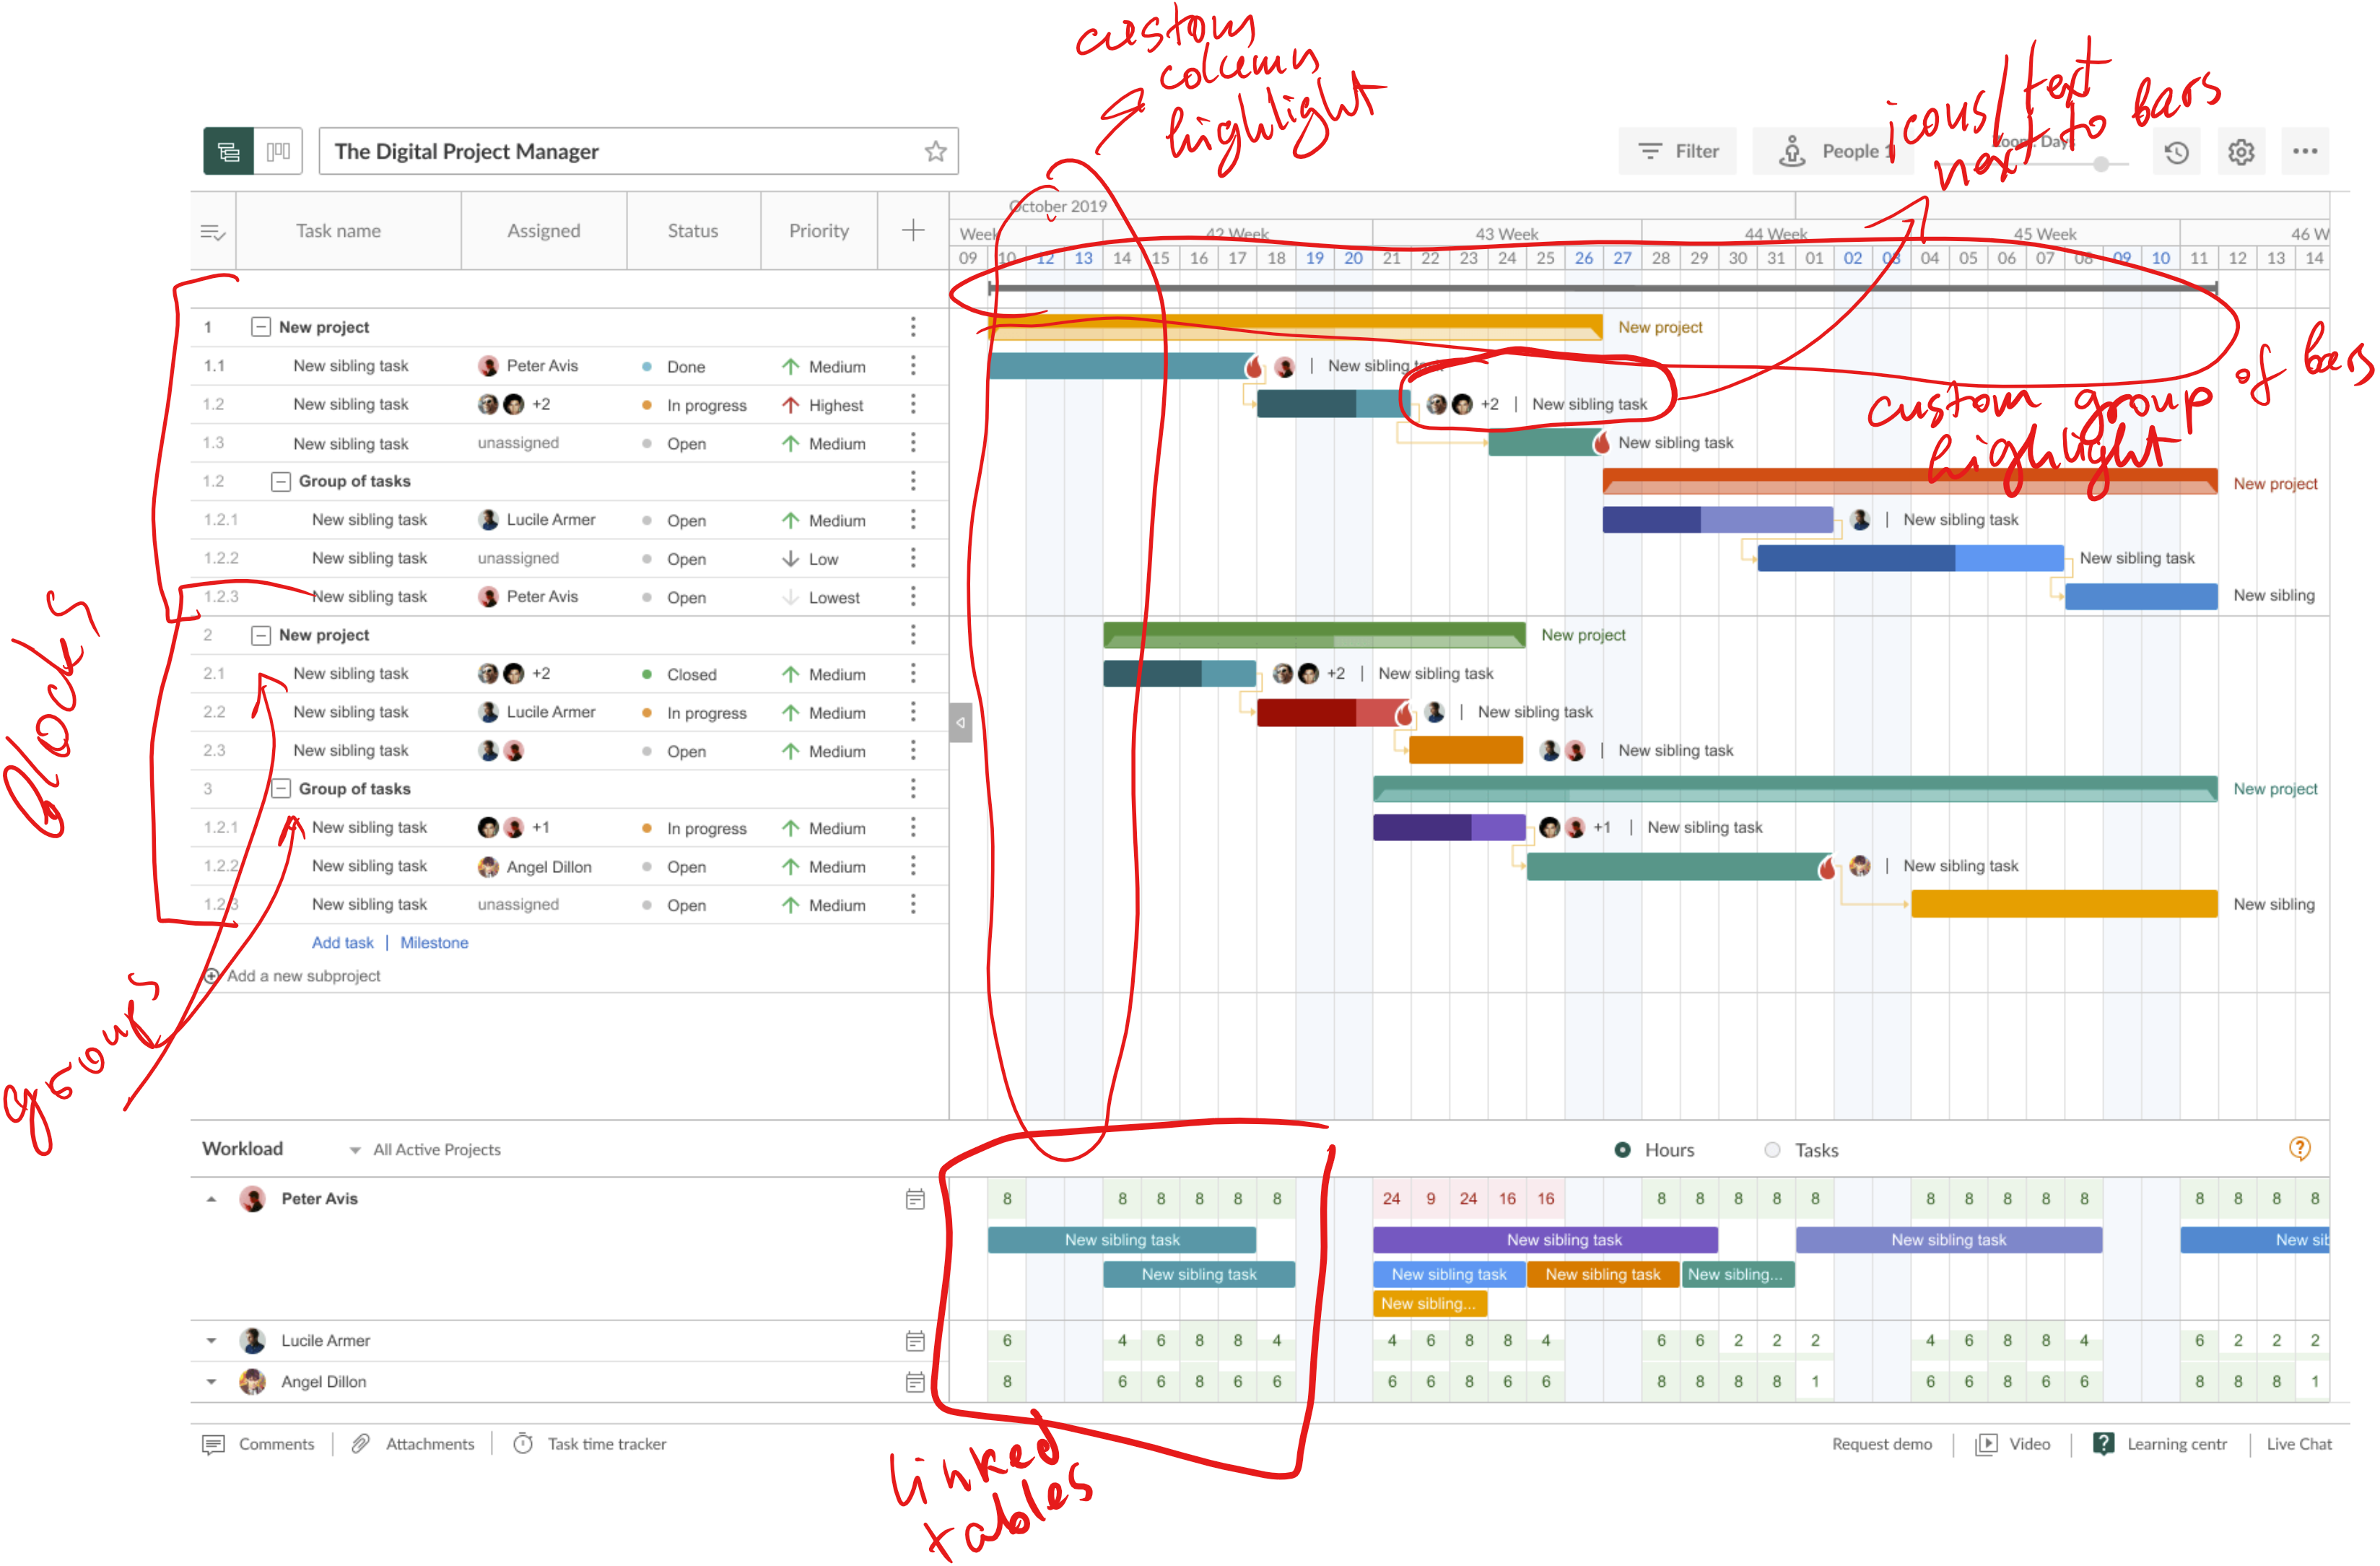 custom
column
highlight
icons/text
next to bars
The Digital Project Manager
Filter
People 1
Zoom: Days
October 2019
Task name Assigned Status Priority
Week 42 Week 43 Week 44 Week 45 Week 46 W
09 10 12 13 14 15 16 17 18 19 20 21 22 23 24 25 26 27 28 29 30 31 01 02 03 04 05 06 07 08 09 10 11 12 13 14
1 New project New project
1.1 New sibling task Peter Avis Done Medium | New sibling task
1.2 New sibling task +2 In progress Highest +2 | New sibling task
1.3 New sibling task unassigned Open Medium New sibling task
custom group of bars
highlight
1.2 Group of tasks New project
1.2.1 New sibling task Lucile Armer Open Medium | New sibling task
1.2.2 New sibling task unassigned Open Low New sibling task
1.2.3 New sibling task Peter Avis Open Lowest New sibling
Blocks
2 New project New project
2.1 New sibling task +2 Closed Medium +2 | New sibling task
2.2 New sibling task Lucile Armer In progress Medium | New sibling task
2.3 New sibling task Open Medium | New sibling task
3 Group of tasks New project
1.2.1 New sibling task +1 In progress Medium +1 | New sibling task
1.2.2 New sibling task Angel Dillon Open Medium | New sibling task
1.2.3 New sibling task unassigned Open Medium New sibling
Add task | Milestone
Add a new subproject
groups
Workload All Active Projects Hours Tasks
Peter Avis 8 8 8 8 8 8 24 9 24 16 16 8 8 8 8 8 8 8 8 8 8 8 8 8 8
New sibling task New sibling task New sibling task New sib
New sibling task New sibling task New sibling task New sibling...
New sibling...
Lucile Armer 6 4 6 8 8 4 4 6 8 8 4 6 6 2 2 2 4 6 8 8 4 6 2 2 2
Angel Dillon 8 6 6 8 6 6 6 6 8 6 6 8 8 8 8 1 6 6 8 6 6 8 8 8 1
Comments Attachments Task time tracker Request demo Video Learning centr Live Chat
linked
tables